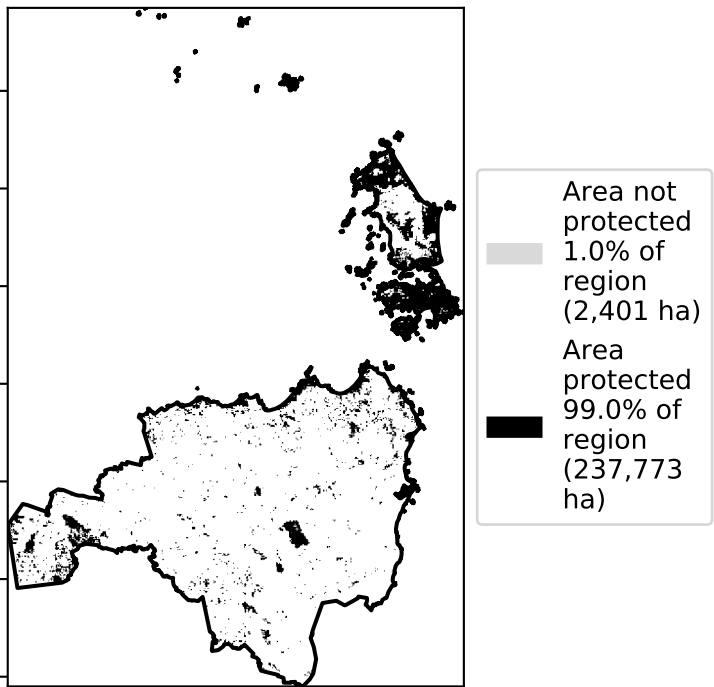 Area not
protected
1.0% of
region
(2,401 ha)
Area
protected
99.0% of
region
(237,773
ha)